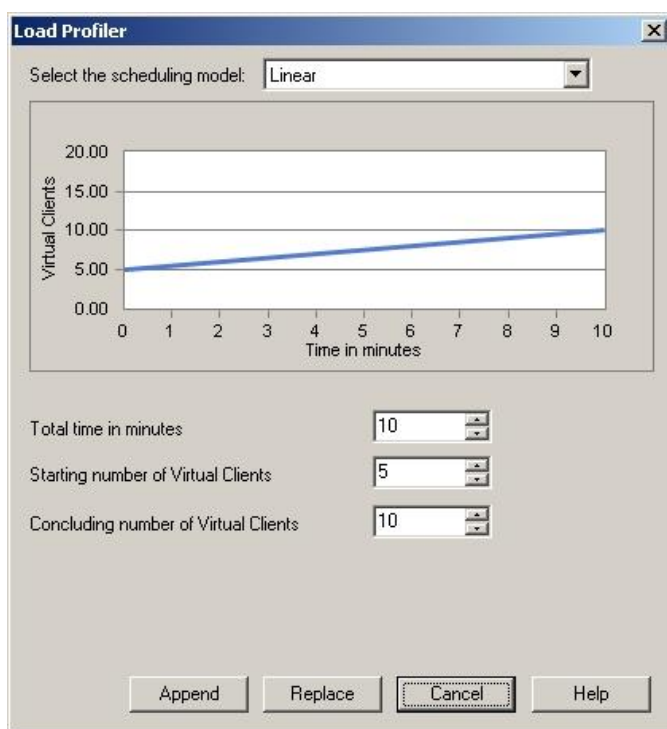 Load Profiler
Select the scheduling model: Linear
Virtual Clients
20.00
15.00
10.00
5.00
0.00
0 1 2 3 4 5 6 7 8 9 10
Time in minutes
Total time in minutes 10
Starting number of Virtual Clients 5
Concluding number of Virtual Clients 10
Append Replace Cancel Help